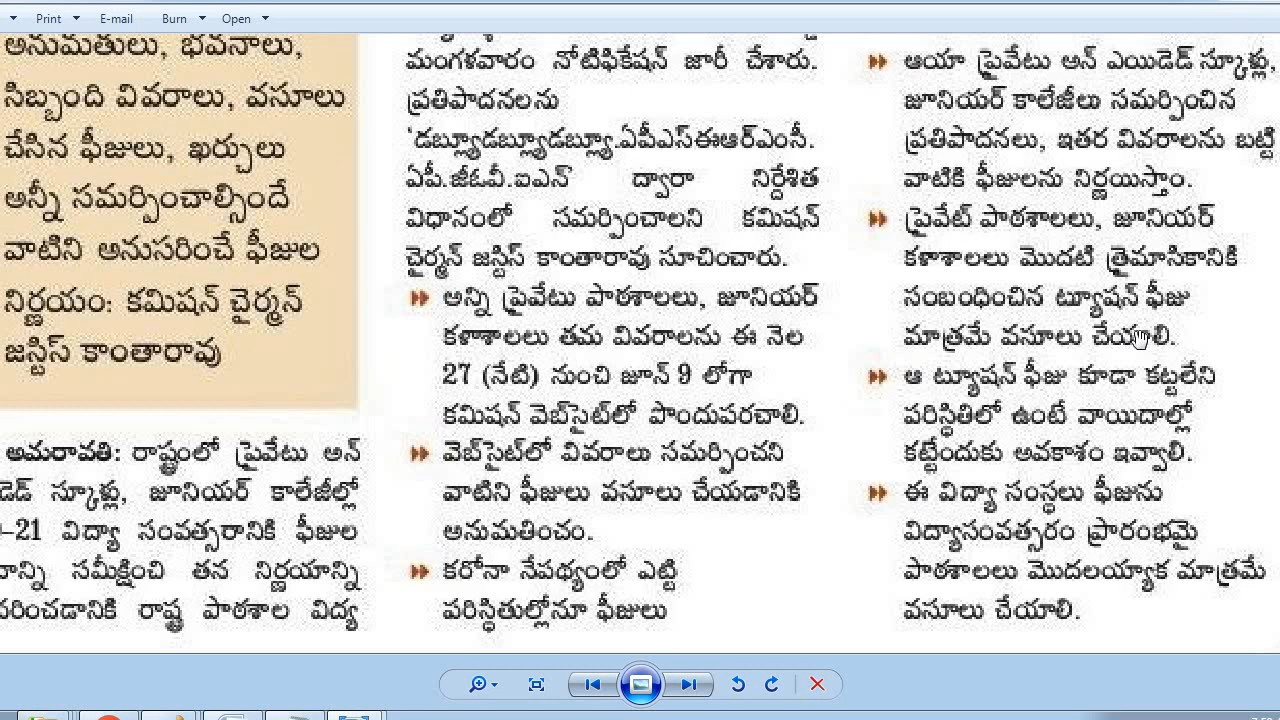 Print E-mail Burn Open
అనుమతులు, భవనాలు,
సిబ్బంది వివరాలు, వసూలు
చేసిన ఫీజులు, ఖర్చులు
అన్నీ సమర్పించాల్సిందే
వాటిని అనుసరించే ఫీజుల
నిర్ణయం: కమిషన్ చైర్మన్
జస్టిస్ కాంతారావు
అమరావతి: రాష్ట్రంలో ప్రైవేటు అన్
డెడ్ స్కూళ్లు, జూనియర్ కాలేజీల్లో
–21 విద్యా సంవత్సరానికి ఫీజుల
సమీక్షించి తన నిర్ణయాన్ని
రాష్ట్ర పాఠశాల విద్య
మంగళవారం నోటిఫికేషన్ జారీ చేశారు.
ప్రతిపాదనలను
‘డబ్ల్యూడబ్ల్యూడబ్ల్యూ.ఏపీఎస్ఈఆర్ఎంసీ.
ఏపీ.జీఓవీ.ఐఎన్’ ద్వారా నిర్దేశిత
విధానంలో సమర్పించాలని కమిషన్
చైర్మన్ జస్టిస్ కాంతారావు సూచించారు.
అన్ని ప్రైవేటు పాఠశాలలు, జూనియర్
కళాశాలలు తమ వివరాలను ఈ నెల
27 (నేటి) నుంచి జూన్ 9 లోగా
కమిషన్ వెబ్‌సైట్‌లో పొందుపరచాలి.
వెబ్‌సైట్‌లో వివరాలు సమర్పించని
వాటిని ఫీజులు వసూలు చేయడానికి
అనుమతించం.
కరోనా నేపథ్యంలో ఎట్టి
పరిస్థితుల్లోనూ ఫీజులు
ఆయా ప్రైవేటు అన్ ఎయిడెడ్ స్కూళ్లు,
జూనియర్ కాలేజీలు సమర్పించిన
ప్రతిపాదనలు, ఇతర వివరాలను బట్టి
వాటికి ఫీజులను నిర్ణయిస్తాం.
ప్రైవేట్ పాఠశాలలు, జూనియర్
కళాశాలలు మొదటి త్రైమాసికానికి
సంబంధించిన ట్యూషన్ ఫీజు
మాత్రమే వసూలు చేయాలి.
ఆ ట్యూషన్ ఫీజు కూడా కట్టలేని
పరిస్థితిలో ఉంటే వాయిదాల్లో
కట్టేందుకు అవకాశం ఇవ్వాలి.
ఈ విద్యా సంస్థలు ఫీజును
విద్యాసంవత్సరం ప్రారంభమై
పాఠశాలలు మొదలయ్యాక మాత్రమే
వసూలు చేయాలి.